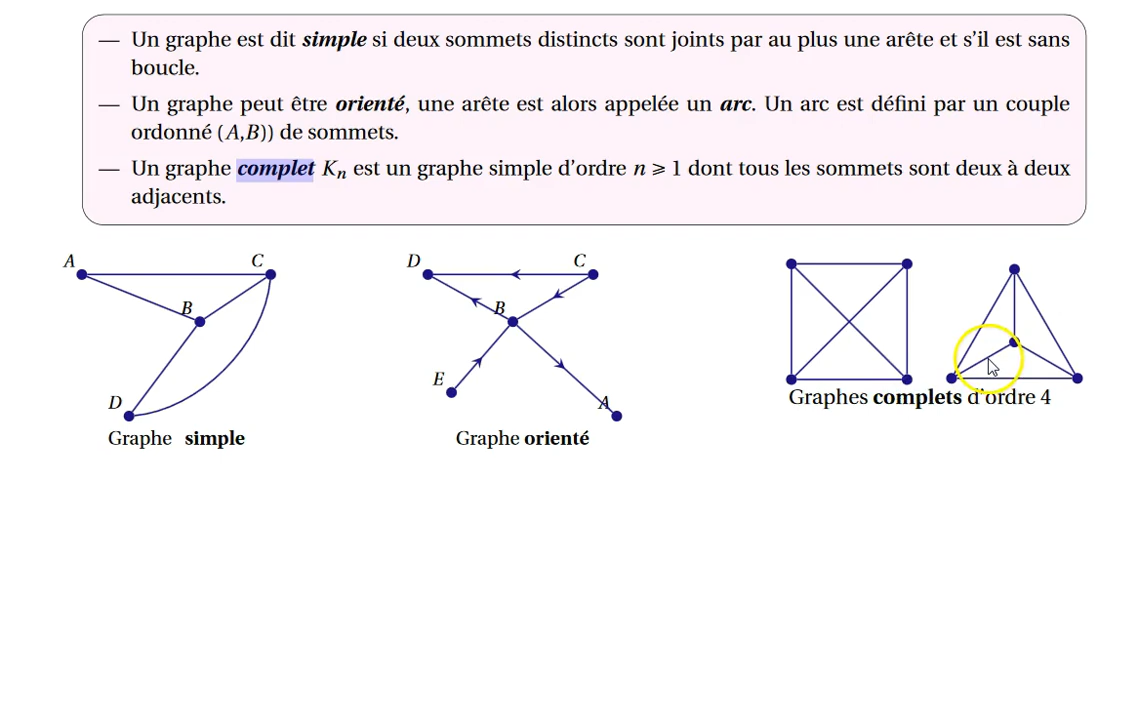 — Un graphe est dit simple si deux sommets distincts sont joints par au plus une arête et s'il est sans
boucle.
— Un graphe peut être orienté, une arête est alors appelée un arc. Un arc est défini par un couple
ordonné (A,B)) de sommets.
— Un graphe complet Kn est un graphe simple d'ordre n ⩾ 1 dont tous les sommets sont deux à deux
adjacents.
A
C
B
D
Graphe simple
D
C
B
E
A
Graphe orienté
Graphes complets d'ordre 4